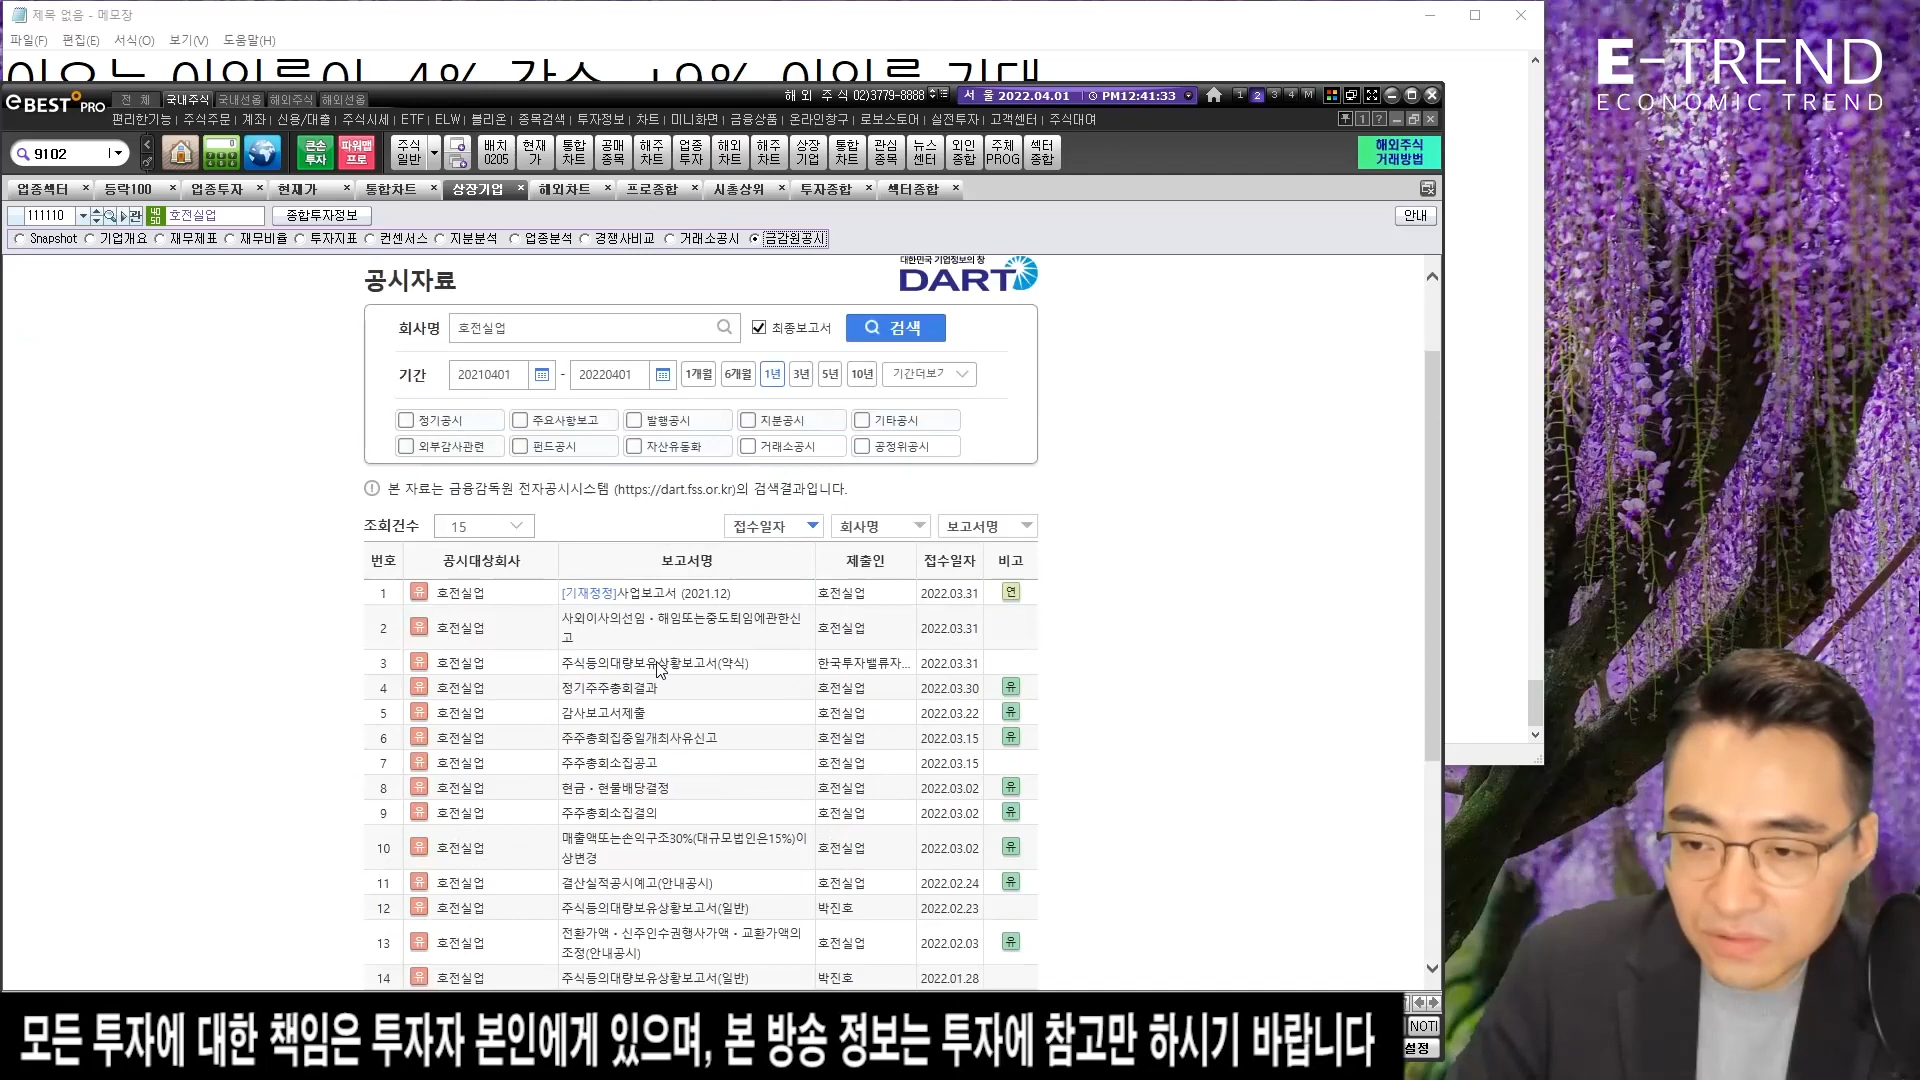 제목 없음 - 메모장
파일(F) 편집(E) 서식(O) 보기(V) 도움말(H)
E-TREND
ECONOMIC TREND
eBEST PRO
전 체 국내주식 국내선옵 해외주식 해외선옵
해 외 주 식 02)3779-8888
서 울 2022.04.01 PM12:41:33
1 2 3 4 M
편리한기능 주식주문 계좌 신용/대출 주식시세 ETF ELW 블리온 종목검색 투자정보 차트 미니화면 금융상품 온라인창구 로보스토어 실전투자 고객센터 주식대여
9102
큰손 투자
파워맵 프로
주식 일반
배치 0205
현재 가
통합 차트
공매 종목
해주 차트
업종 투자
해외 차트
해주 차트
상장 기업
통합 차트
관심 종목
뉴스 센터
외인 종합
주체 PROG
섹터 종합
해외주식 거래방법
업종섹터 등락100 업종투자 현재가 통합차트 상장기업 해외차트 프로종합 시총상위 투자종합 섹터종합
111110 관 호전실업 종합투자정보 안내
Snapshot 기업개요 재무제표 재무비율 투자지표 컨센서스 지분분석 업종분석 경쟁사비교 거래소공시 금감원공시
공시자료
대한민국 기업정보의 창
DART
회사명 호전실업 최종보고서 검색
기간 20210401 - 20220401 1개월 6개월 1년 3년 5년 10년 기간더보기
정기공시 주요사항보고 발행공시 지분공시 기타공시
외부감사관련 펀드공시 자산유동화 거래소공시 공정위공시
본 자료는 금융감독원 전자공시시스템 (https://dart.fss.or.kr)의 검색결과입니다.
조회건수 15 접수일자 회사명 보고서명
번호 공시대상회사 보고서명 제출인 접수일자 비고
1 유 호전실업 [기재정정]사업보고서 (2021.12) 호전실업 2022.03.31 연
2 유 호전실업 사외이사의선임・해임또는중도퇴임에관한신고 호전실업 2022.03.31
3 유 호전실업 주식등의대량보유상황보고서(약식) 한국투자밸류자... 2022.03.31
4 유 호전실업 정기주주총회결과 호전실업 2022.03.30 유
5 유 호전실업 감사보고서제출 호전실업 2022.03.22 유
6 유 호전실업 주주총회집중일개최사유신고 호전실업 2022.03.15 유
7 유 호전실업 주주총회소집공고 호전실업 2022.03.15
8 유 호전실업 현금・현물배당결정 호전실업 2022.03.02 유
9 유 호전실업 주주총회소집결의 호전실업 2022.03.02 유
10 유 호전실업 매출액또는손익구조30%(대규모법인은15%)이상변경 호전실업 2022.03.02 유
11 유 호전실업 결산실적공시예고(안내공시) 호전실업 2022.02.24 유
12 유 호전실업 주식등의대량보유상황보고서(일반) 박진호 2022.02.23
13 유 호전실업 전환가액・신주인수권행사가액・교환가액의조정(안내공시) 호전실업 2022.02.03 유
14 유 호전실업 주식등의대량보유상황보고서(일반) 박진호 2022.01.28
NOTI
설정
모든 투자에 대한 책임은 투자자 본인에게 있으며, 본 방송 정보는 투자에 참고만 하시기 바랍니다